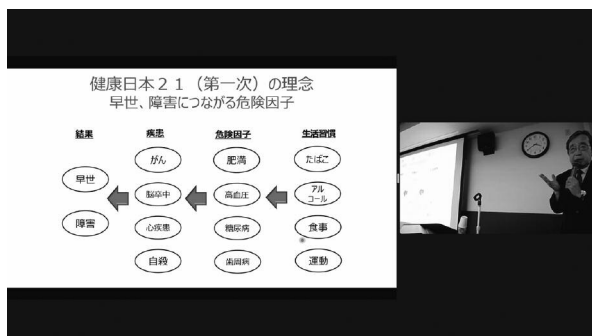 健康日本２１（第一次）の理念
早世、障害につながる危険因子
結果 疾患 危険因子 生活習慣
がん 肥満 たばこ
早世
脳卒中 高血圧 アル
コール
障害
心疾患 糖尿病 食事
自殺 歯周病 運動